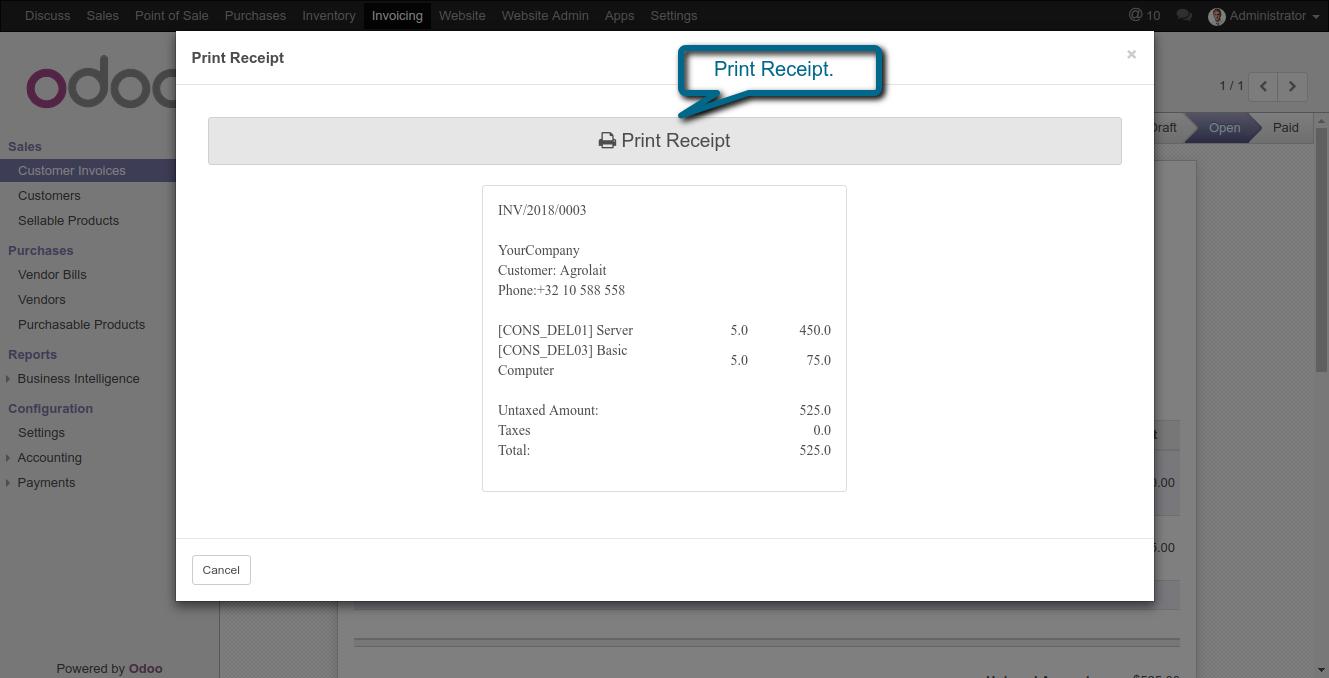 Discuss Sales Point of Sale Purchases Inventory Invoicing Website Website Admin Apps Settings @ 10 Administrator
Print Receipt ×
Print Receipt.
odoo
1 / 1
Print Receipt
Draft Open Paid
Sales
Customer Invoices
Customers
Sellable Products
Purchases
Vendor Bills
Vendors
Purchasable Products
Reports
Business Intelligence
Configuration
Settings
Accounting
Payments
INV/2018/0003
YourCompany
Customer: Agrolait
Phone:+32 10 588 558
[CONS_DEL01] Server 5.0 450.0
[CONS_DEL03] Basic
Computer 5.0 75.0
Untaxed Amount: 525.0
Taxes 0.0
Total: 525.0
Cancel
Powered by Odoo